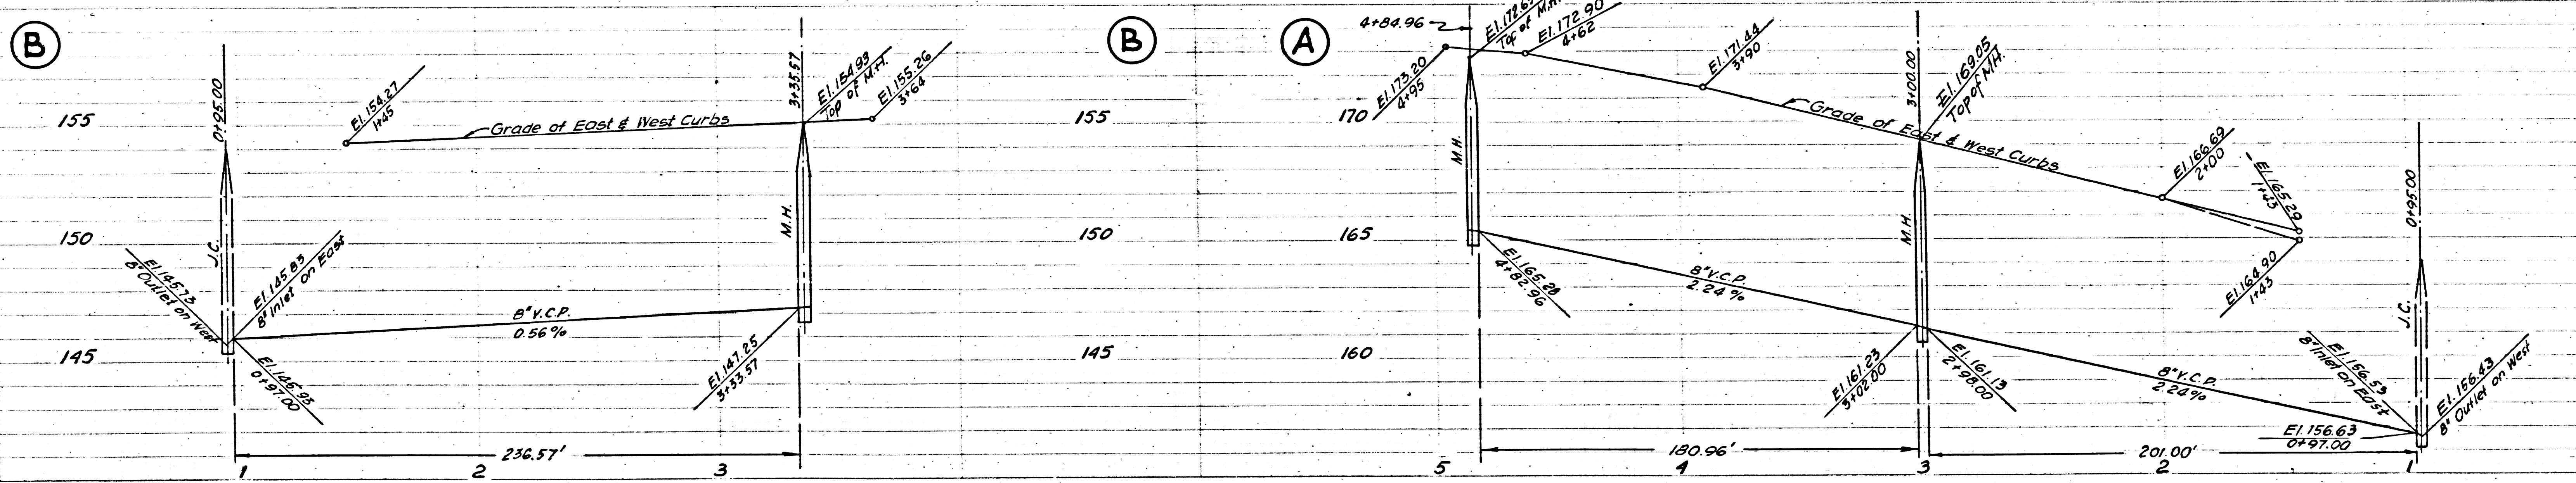 B
0+95.00
155
150
145
J.C.
El. 145.73
8" Outlet on West
El. 145.83
8" Inlet on East
El. 145.93
0+97.00
El. 154.27
1+45
Grade of East & West Curbs
3+35.57
El. 154.99
Top of M.H.
El. 155.26
3+64
M.H.
8" V.C.P.
0.56%
El. 147.25
3+33.57
236.57'
1
2
3
B
155
150
145
A
170
165
160
4+84.96
El. 173.20
4+95
Top of M.H.
El. 172.90
4+62
El. 171.44
3+90
M.H.
Grade of East & West Curbs
3+00.00
El. 169.05
Top of M.H.
El. 166.69
2+00
El. 165.29
1+43
El. 164.90
1+43
El. 165.28
4+82.96
8" V.C.P.
2.24%
M.H.
El. 161.23
3+02.00
El. 161.13
2+98.00
8" V.C.P.
2.24%
0+95.00
J.C.
El. 156.53
8" Inlet on East
El. 156.43
8" Outlet on West
El. 156.63
0+97.00
180.96'
201.00'
5
4
3
2
1